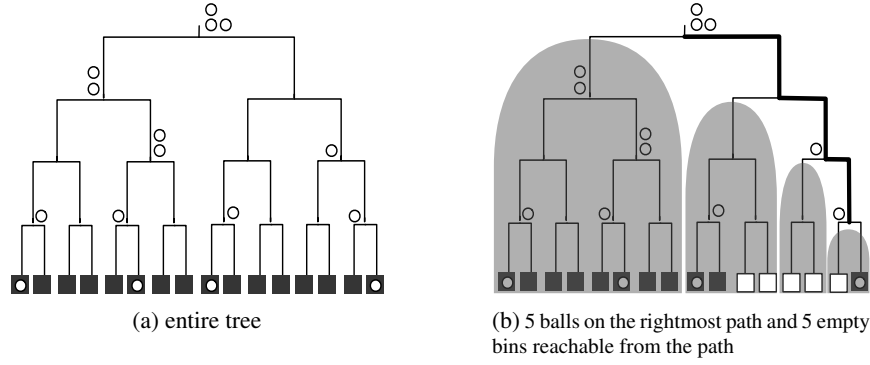 (a) entire tree
(b) 5 balls on the rightmost path and 5 empty
bins reachable from the path